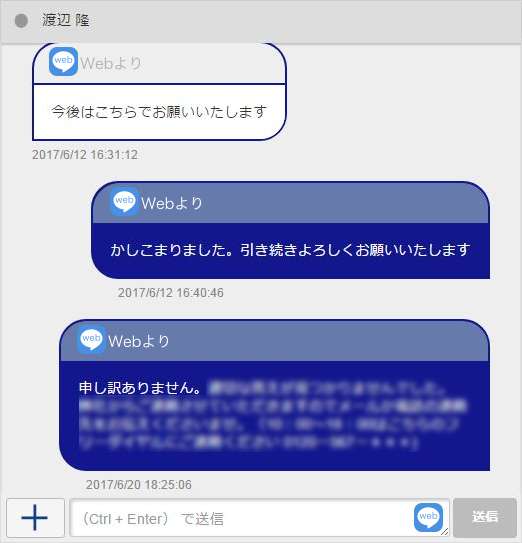 渡辺 隆
web Webより
今後はこちらでお願いいたします
2017/6/12 16:31:12
web Webより
かしこまりました。引き続きよろしくお願いいたします
2017/6/12 16:40:46
web Webより
申し訳ありません。
2017/6/20 18:25:06
（Ctrl + Enter） で送信
web
送信